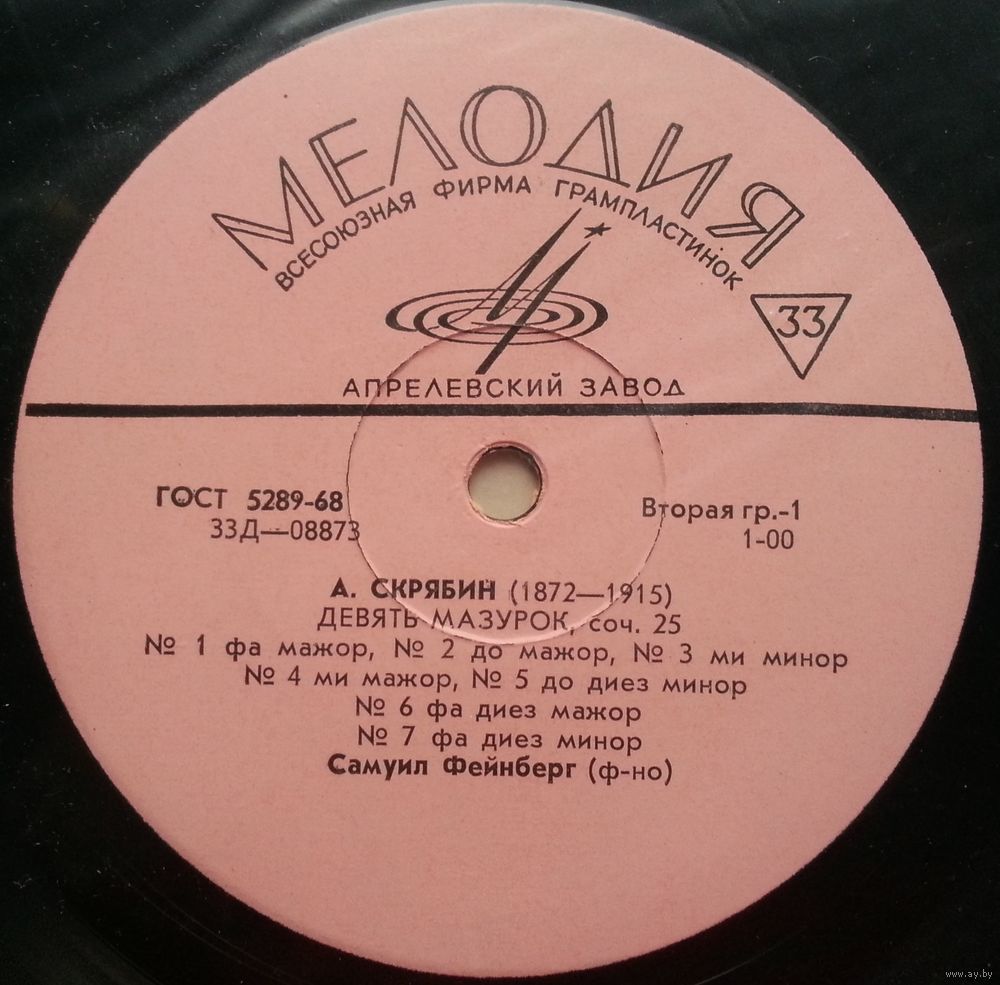 МЕЛОДИЯ
ВСЕСОЮЗНАЯ ФИРМА ГРАМПЛАСТИНОК
33
АПРЕЛЕВСКИЙ ЗАВОД
ГОСТ 5289-68
33Д—08873
Вторая гр.-1
1-00
А. СКРЯБИН (1872—1915)
ДЕВЯТЬ МАЗУРОК, соч. 25
№ 1 фа мажор, № 2 до мажор, № 3 ми минор
№ 4 ми мажор, № 5 до диез минор
№ 6 фа диез мажор
№ 7 фа диез минор
Самуил Фейнберг (ф-но)
www.ay.by